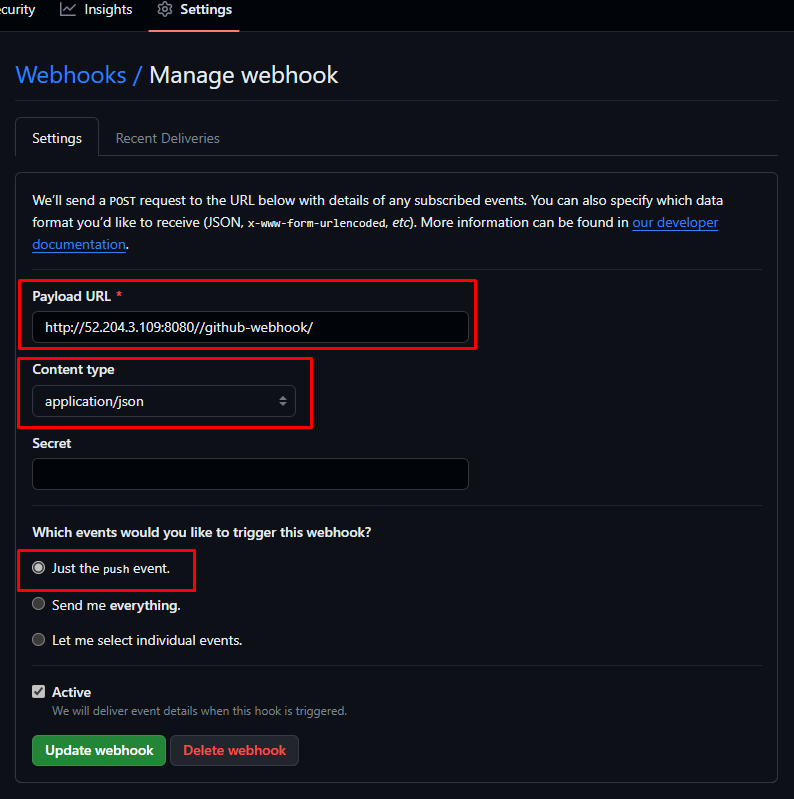 ecurity Insights Settings
Webhooks / Manage webhook
Settings Recent Deliveries
We'll send a POST request to the URL below with details of any subscribed events. You can also specify which data
format you'd like to receive (JSON, x-www-form-urlencoded, etc). More information can be found in our developer
documentation.
Payload URL *
http://52.204.3.109:8080//github-webhook/
Content type
application/json
Secret
Which events would you like to trigger this webhook?
Just the push event.
Send me everything.
Let me select individual events.
Active
We will deliver event details when this hook is triggered.
Update webhook Delete webhook